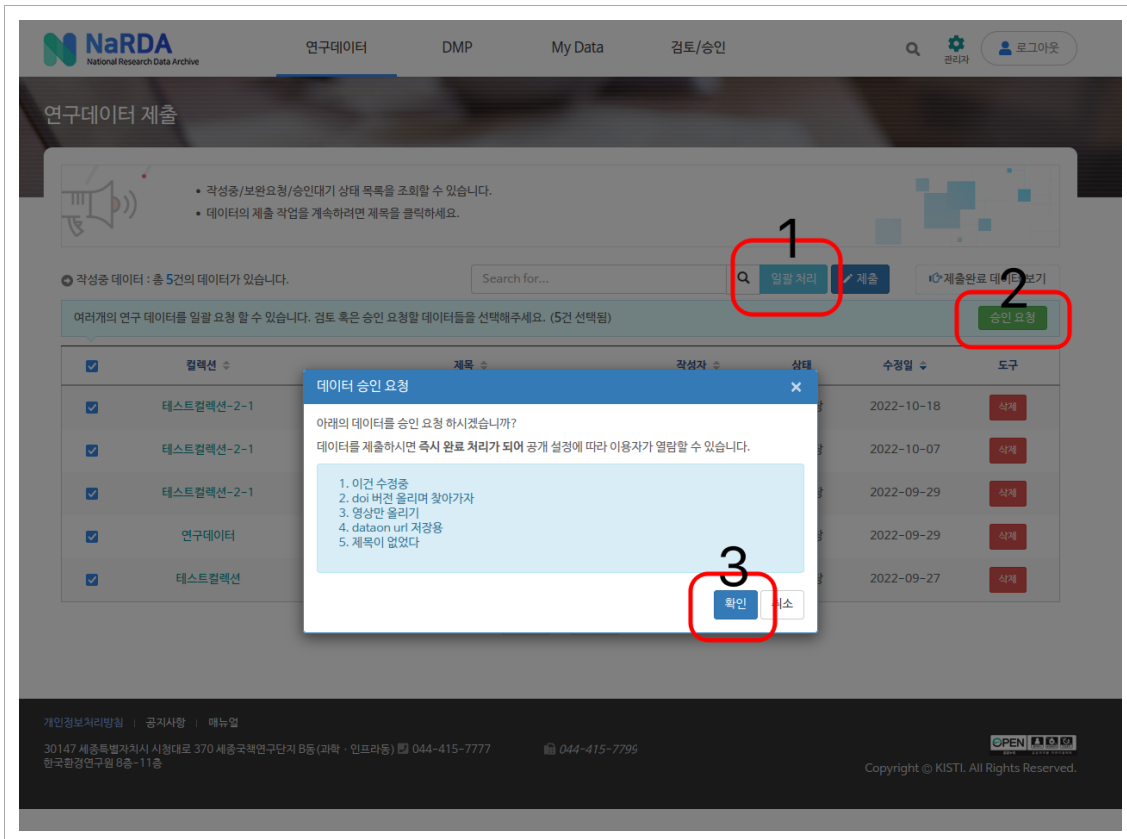 NaRDA
National Research Data Archive
연구데이터 DMP My Data 검토/승인
관리자
로그아웃
연구데이터 제출
• 작성중/보완요청/승인대기 상태 목록을 조회할 수 있습니다.
• 데이터의 제출 작업을 계속하려면 제목을 클릭하세요.
1
작성중 데이터 : 총 5건의 데이터가 있습니다. Search for... 일괄 처리 제출 제출완료 데이터 보기
2
여러개의 연구 데이터를 일괄 요청 할 수 있습니다. 검토 혹은 승인 요청할 데이터들을 선택해주세요. (5건 선택됨) 승인 요청
컬렉션 제목 작성자 상태 수정일 도구
테스트컬렉션-2-1 2022-10-18 삭제
테스트컬렉션-2-1 2022-10-07 삭제
테스트컬렉션-2-1 2022-09-29 삭제
연구데이터 2022-09-29 삭제
테스트컬렉션 2022-09-27 삭제
데이터 승인 요청 ×
아래의 데이터를 승인 요청 하시겠습니까?
데이터를 제출하시면 즉시 완료 처리가 되어 공개 설정에 따라 이용자가 열람할 수 있습니다.
1. 이건 수정중
2. doi 버젼 올리며 찾아가자
3. 영상만 올리기
4. dataon url 저장용
5. 제목이 없었다
3
확인 취소
개인정보처리방침 | 공지사항 | 매뉴얼
30147 세종특별자치시 시청대로 370 세종국책연구단지 B동(과학 · 인프라동) 044-415-7777 044-415-7799
한국환경연구원 8층-11층
OPEN
Copyright © KISTI. All Rights Reserved.